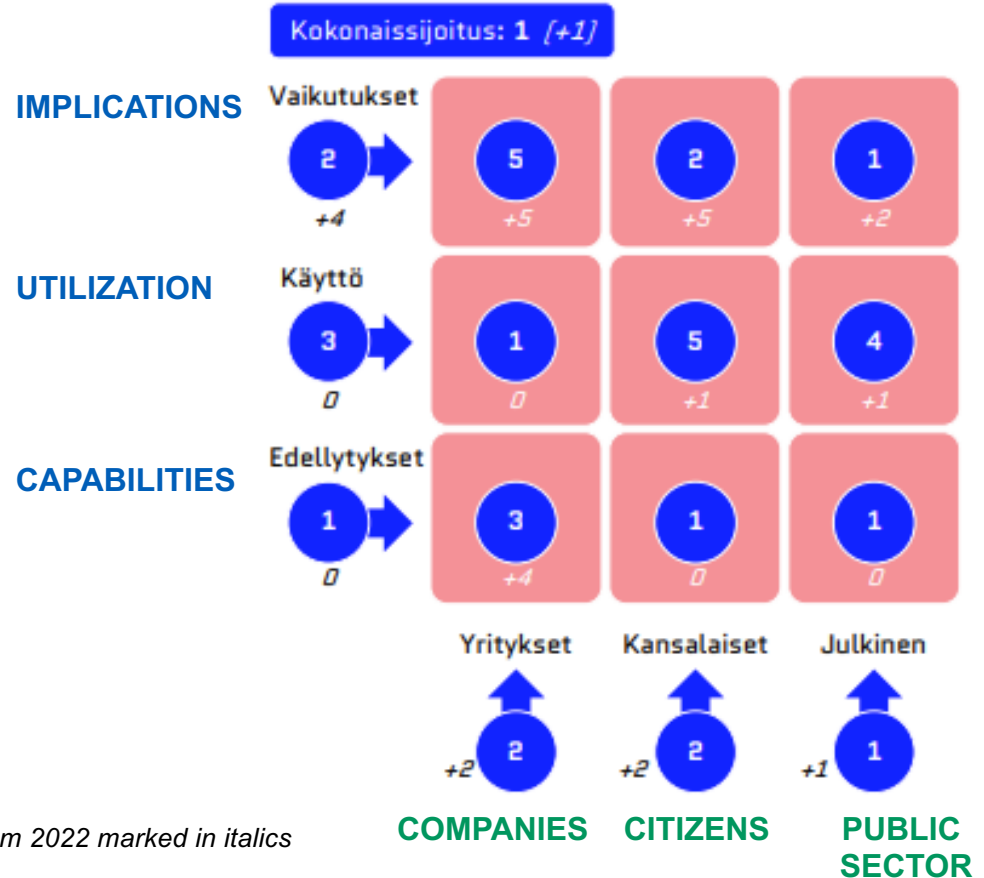 Kokonaissijoitus: 1 (+1)
IMPLICATIONS
Vaikutukset
2
+4
5
+5
2
+5
1
+2
UTILIZATION
Käyttö
3
0
1
0
5
+1
4
+1
CAPABILITIES
Edellytykset
1
0
3
+4
1
0
1
0
Yritykset
Kansalaiset
Julkinen
+2
2
+2
2
+1
1
m 2022 marked in italics
COMPANIES
CITIZENS
PUBLIC
SECTOR